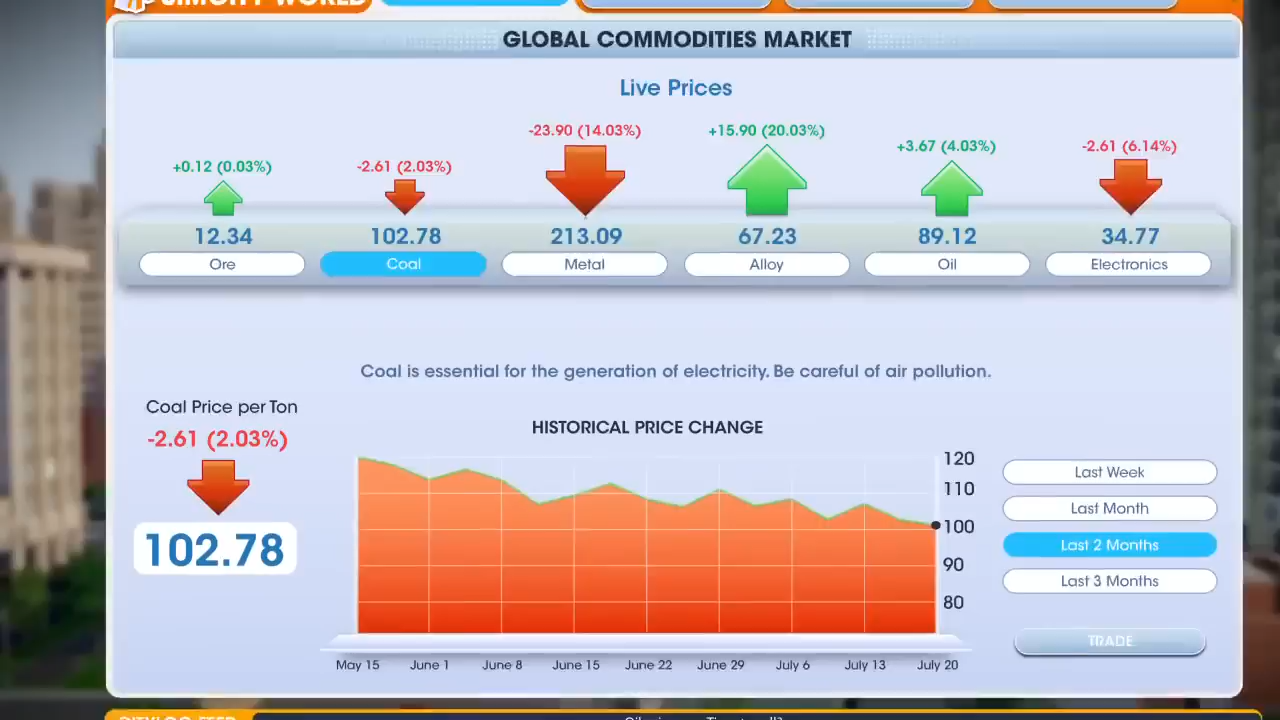 SIMCITY WORLD
GLOBAL COMMODITIES MARKET
Live Prices
+0.12 (0.03%)
-2.61 (2.03%)
-23.90 (14.03%)
+15.90 (20.03%)
+3.67 (4.03%)
-2.61 (6.14%)
12.34
102.78
213.09
67.23
89.12
34.77
Ore
Coal
Metal
Alloy
Oil
Electronics
Coal is essential for the generation of electricity. Be careful of air pollution.
Coal Price per Ton
-2.61 (2.03%)
102.78
HISTORICAL PRICE CHANGE
120
110
100
90
80
May 15
June 1
June 8
June 15
June 22
June 29
July 6
July 13
July 20
Last Week
Last Month
Last 2 Months
Last 3 Months
TRADE